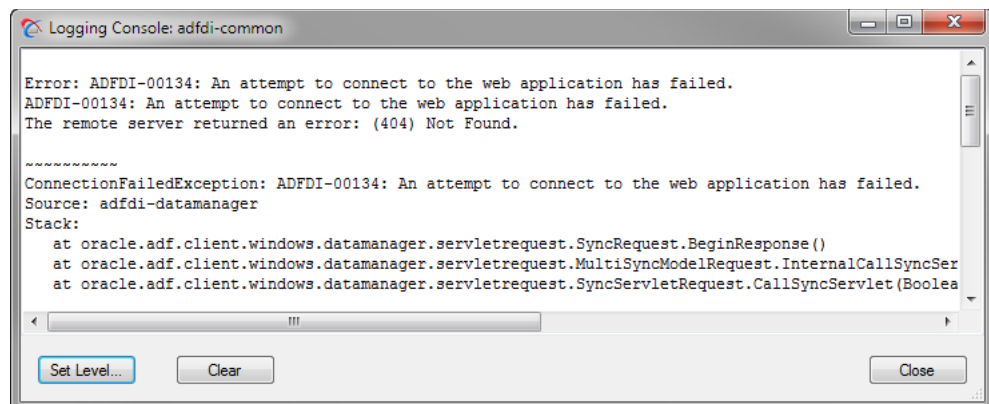 Logging Console: adfdi-common
Error: ADFDI-00134: An attempt to connect to the web application has failed.
ADFDI-00134: An attempt to connect to the web application has failed.
The remote server returned an error: (404) Not Found.
~~~~~~~~~~
ConnectionFailedException: ADFDI-00134: An attempt to connect to the web application has failed.
Source: adfdi-datamanager
Stack:
at oracle.adf.client.windows.datamanager.servletrequest.SyncRequest.BeginResponse()
at oracle.adf.client.windows.datamanager.servletrequest.MultiSyncModelRequest.InternalCallSyncSer
at oracle.adf.client.windows.datamanager.servletrequest.SyncServletRequest.CallSyncServlet(Boolea
Set Level... Clear Close